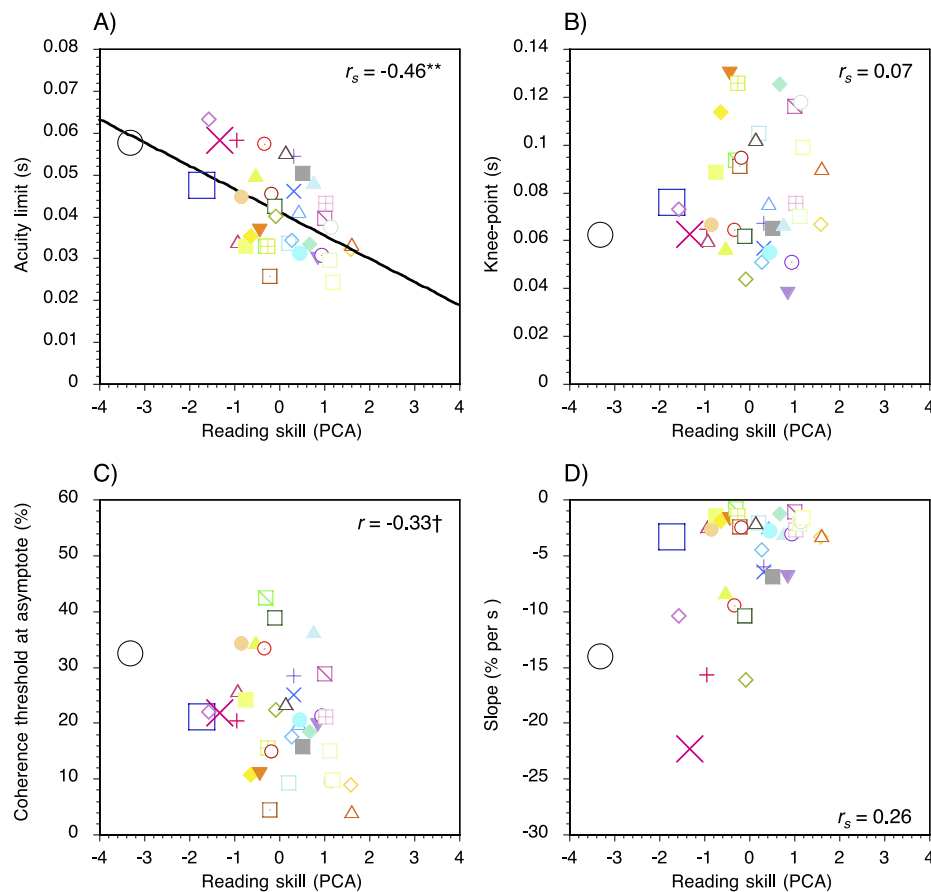 A)
0.08
0.07
0.06
0.05
0.04
0.03
0.02
0.01
0
Acuity limit (s)
r_s = -0.46**
-4 -3 -2 -1 0 1 2 3 4
Reading skill (PCA)
B)
0.14
0.12
0.1
0.08
0.06
0.04
0.02
0
Knee-point (s)
r_s = 0.07
-4 -3 -2 -1 0 1 2 3 4
Reading skill (PCA)
C)
60
50
40
30
20
10
0
Coherence threshold at asymptote (%)
r = -0.33†
-4 -3 -2 -1 0 1 2 3 4
Reading skill (PCA)
D)
0
-5
-10
-15
-20
-25
-30
Slope (% per s )
r_s = 0.26
-4 -3 -2 -1 0 1 2 3 4
Reading skill (PCA)